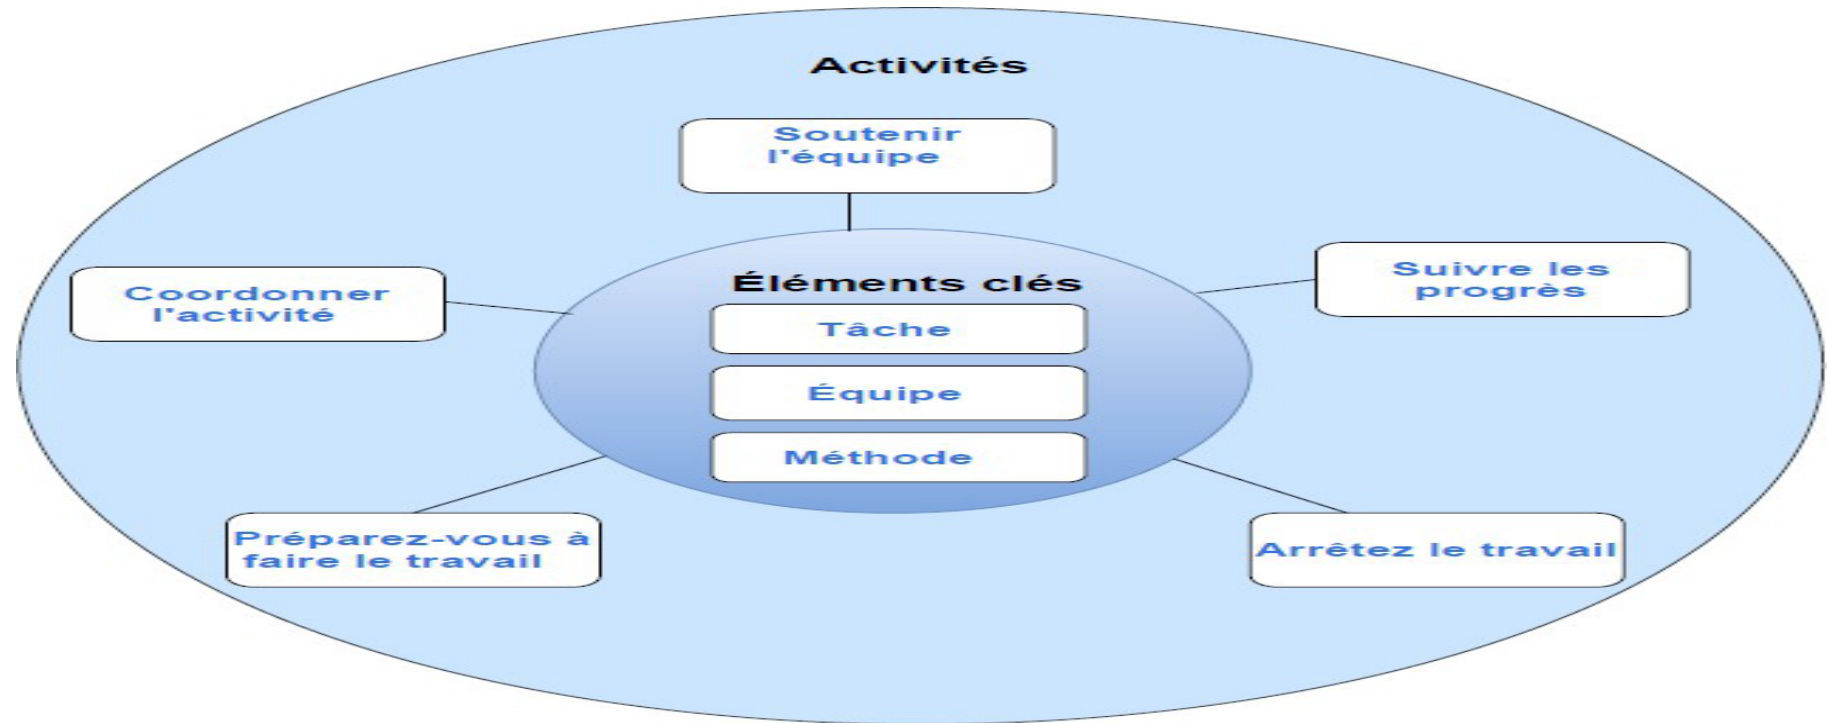 Activités
Soutenir
l'équipe
Coordonner
l'activité
Éléments clés
Suivre les
progrès
Tâche
Équipe
Méthode
Préparez-vous à
faire le travail
Arrêtez le travail